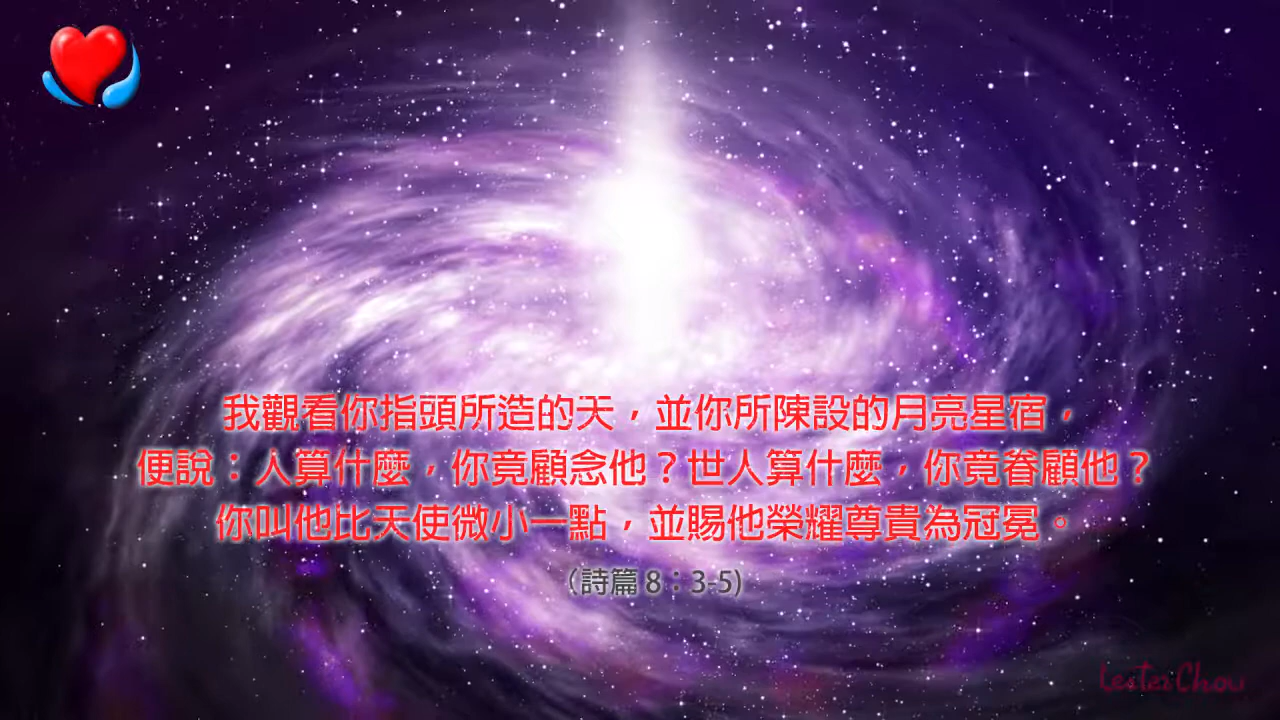 我觀看你指頭所造的天，並你所陳設的月亮星宿，
便說：人算什麼，你竟顧念他？世人算什麼，你竟眷顧他？
你叫他比天使微小一點，並賜他榮耀尊貴為冠冕。
（詩篇 8：3-5)
Lester Chou